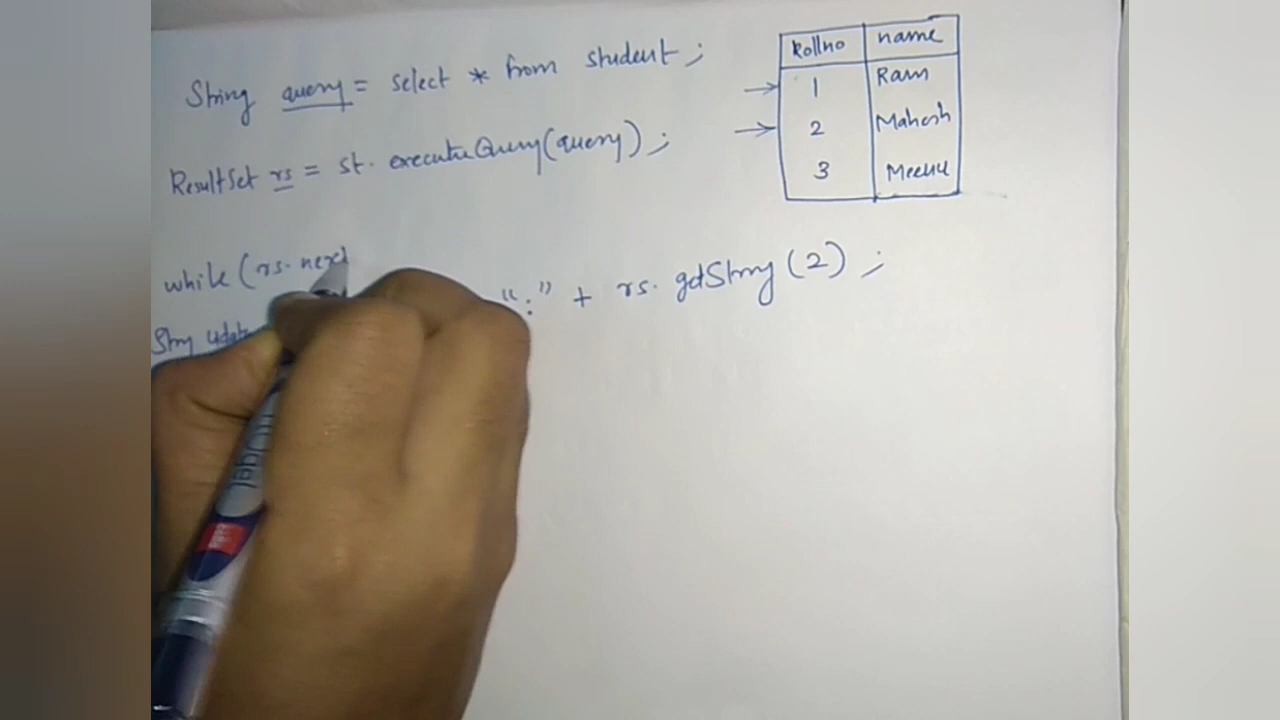 String query = select * from student ;
ResultSet rs = st. executeQuery(query) ;
while (rs. next
":" + rs. getString (2) ;
Rollno name
1 Ram
2 Mahesh
3 Meenu